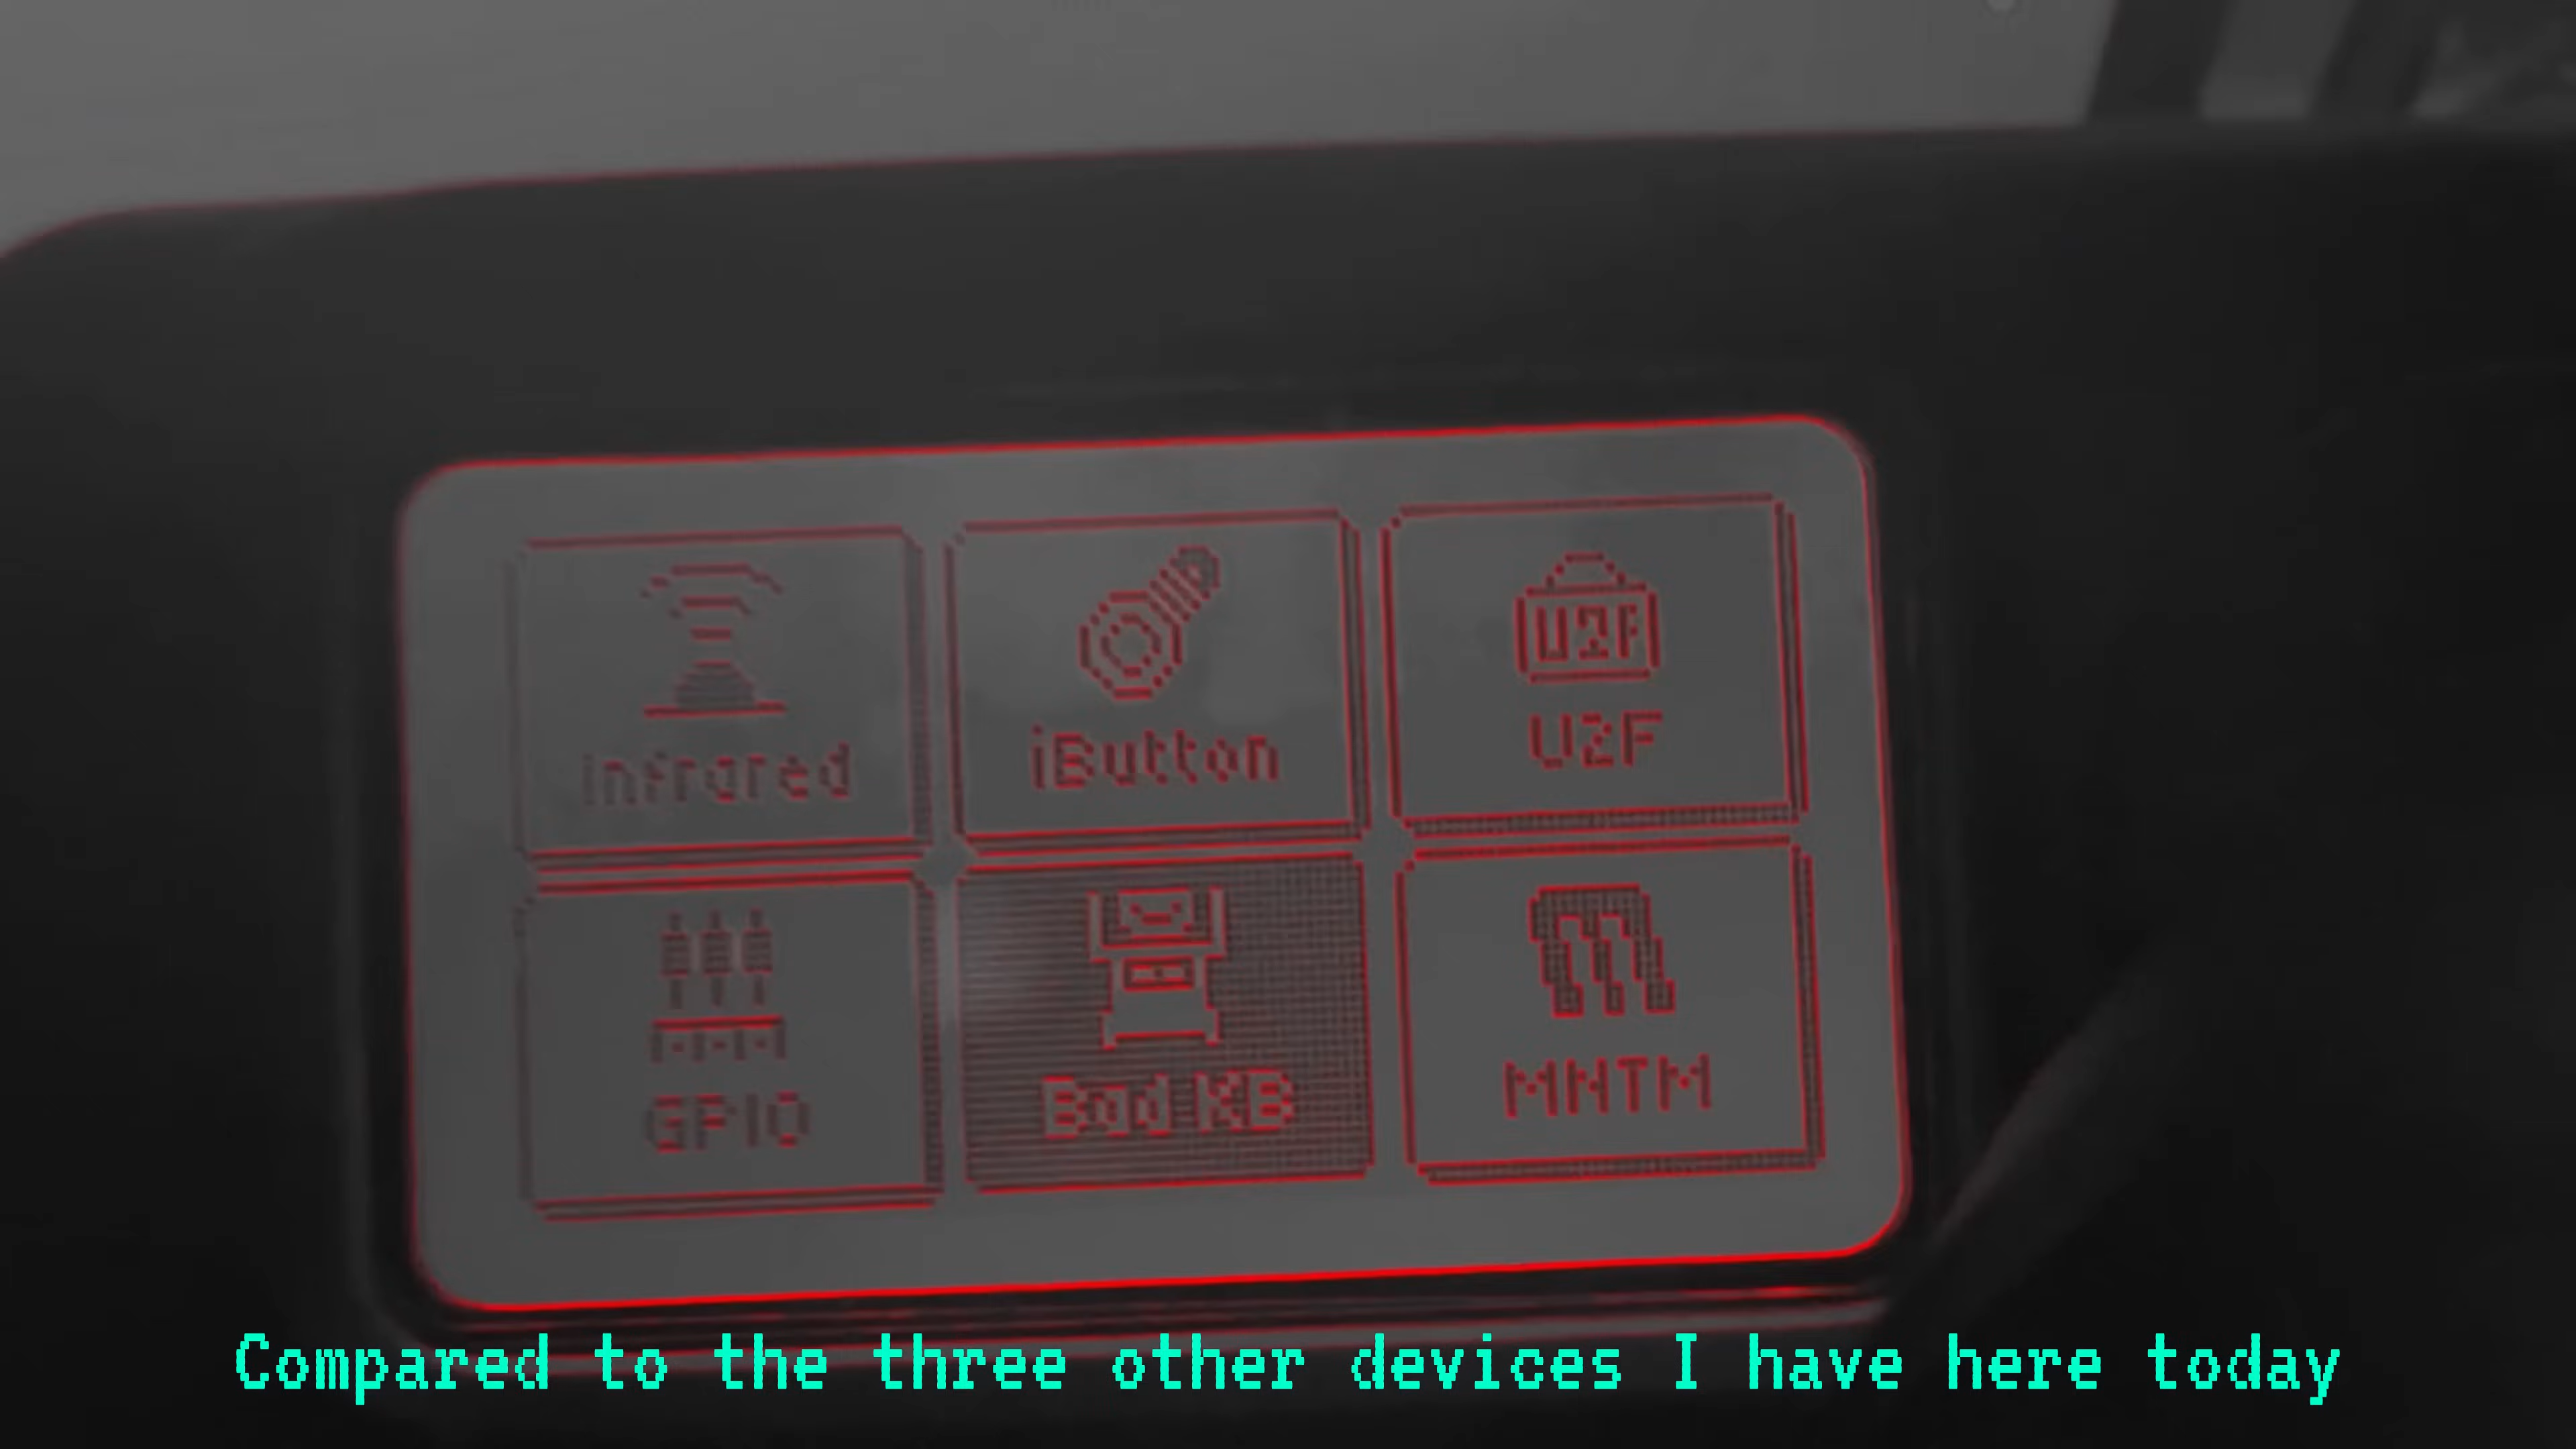 Infrared
iButton
U2F
U2F
GPIO
Bad KB
MNTM
Compared to the three other devices I have here today